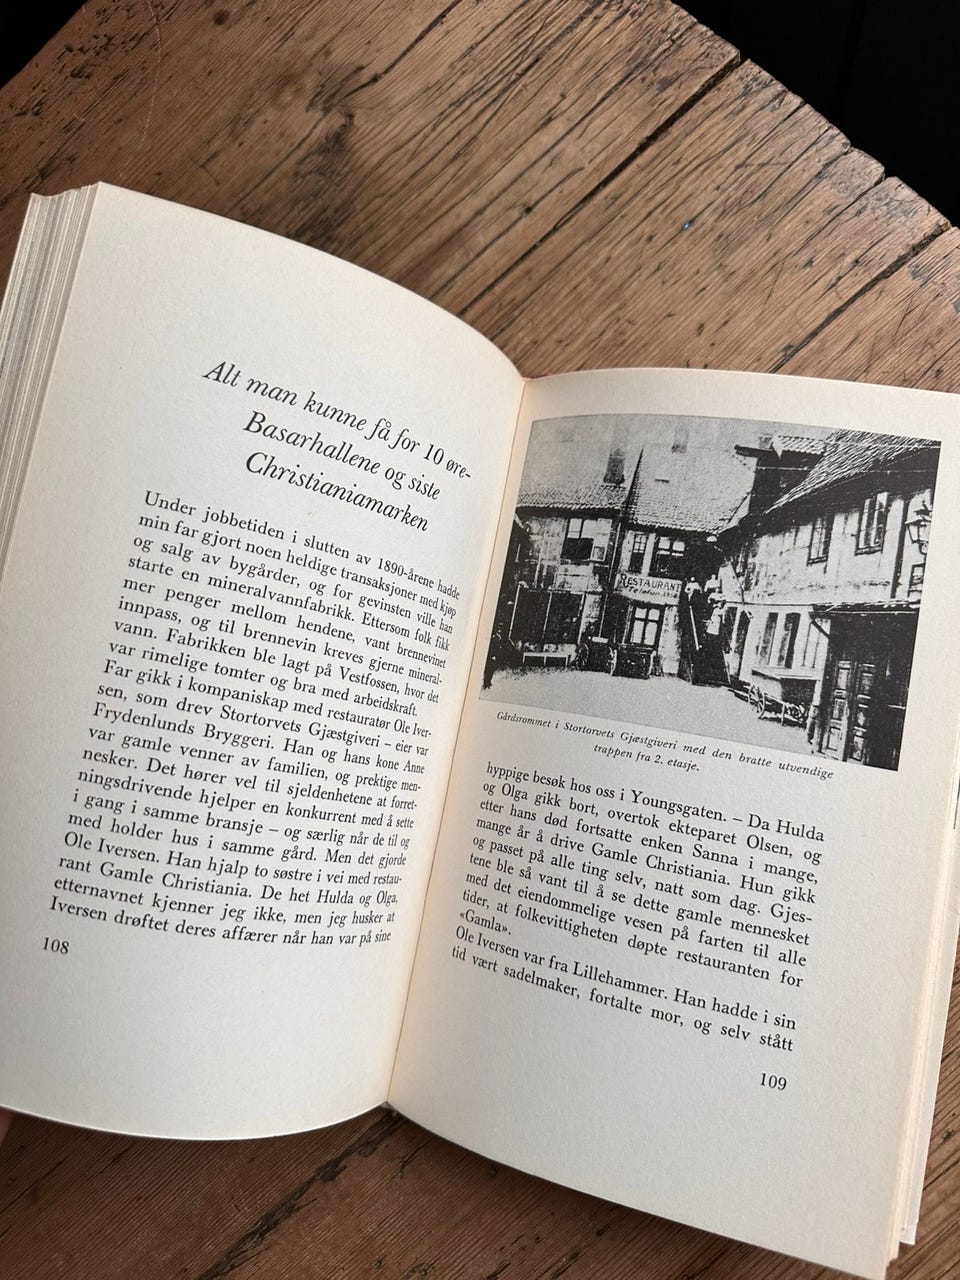 Alt man kunne få for 10 øre-
Basarhallene og siste
Christianiamarken
Under jobbetiden i slutten av 1890-årene hadde
min far gjort noen heldige transaksjoner med kjøp
og salg av bygårder, og for gevinsten ville han
starte en mineralvannfabrikk. Ettersom folk fikk
mer penger mellom hendene, vant brennevinet
innpass, og til brennevin kreves gjerne mineral-
vann. Fabrikken ble lagt på Vestfossen, hvor det
var rimelige tomter og bra med arbeidskraft.
Far gikk i kompaniskap med restauratør Ole Iver-
sen, som drev Stortorvets Gjæstgiveri – eier var
Frydenlunds Bryggeri. Han og hans kone Anne
var gamle venner av familien, og prektige men-
nesker. Det hører vel til sjeldenhetene at forret-
ningsdrivende hjelper en konkurrent med å sette
i gang i samme bransje – og særlig når de til og
med holder hus i samme gård. Men det gjorde
Ole Iversen. Han hjalp to søstre i vei med restau-
rant Gamle Christiania. De het Hulda og Olga,
etternavnet kjenner jeg ikke, men jeg husker at
Iversen drøftet deres affærer når han var på sine
108
RESTAURANT
Telefon
Gårdsrommet i Stortorvets Gjæstgiveri med den bratte utvendige
trappen fra 2. etasje.
hyppige besøk hos oss i Youngsgaten. – Da Hulda
og Olga gikk bort, overtok ekteparet Olsen, og
etter hans død fortsatte enken Sanna i mange,
mange år å drive Gamle Christiania. Hun gikk
og passet på alle ting selv, natt som dag. Gjes-
tene ble så vant til å se dette gamle mennesket
med det eiendommelige vesen på farten til alle
tider, at folkevittigheten døpte restauranten for
«Gamla».
Ole Iversen var fra Lillehammer. Han hadde i sin
tid vært sadelmaker, fortalte mor, og selv stått
109